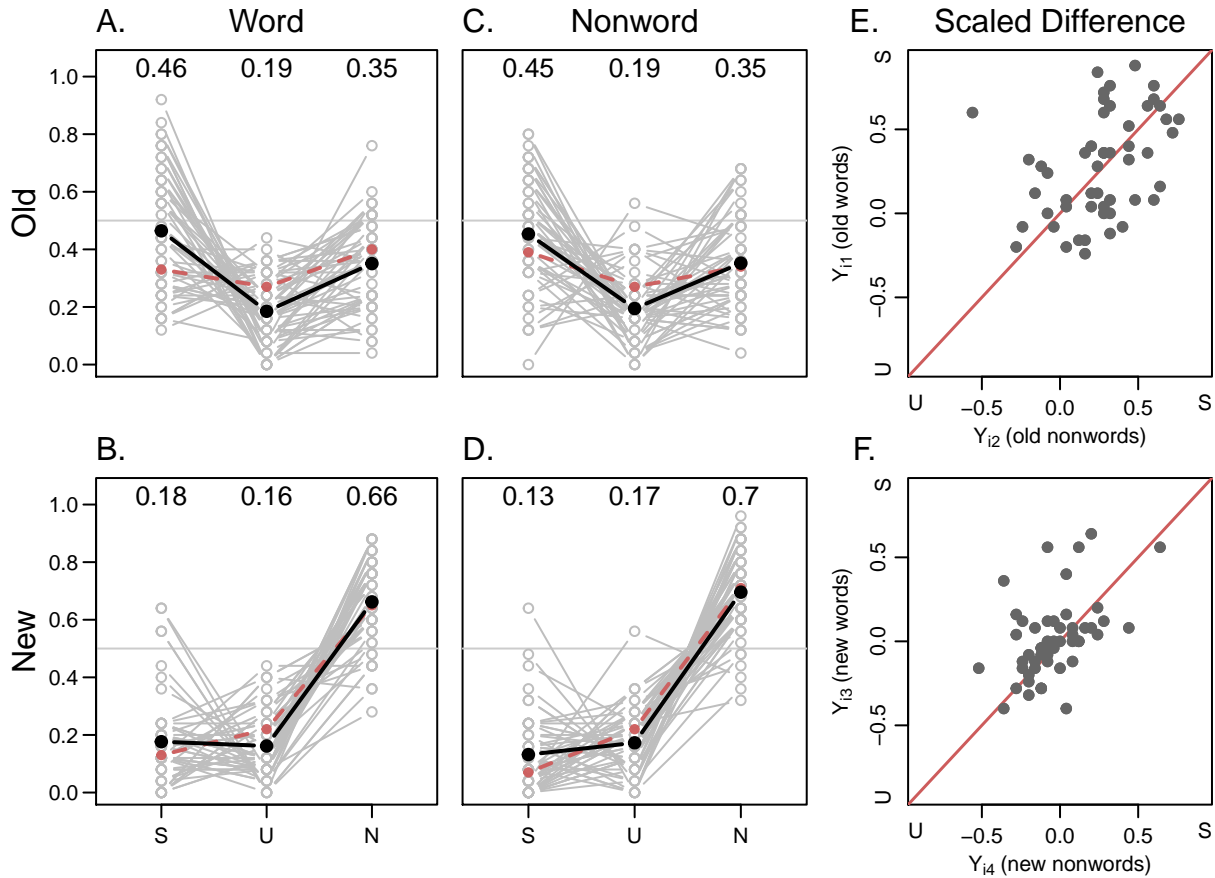 A. Word C. Nonword E. Scaled Difference
Old
0.46 0.19 0.35
1.0
0.8
0.6
0.4
0.2
0.0
0.45 0.19 0.35
Y_i1 (old words)
S
0.5
0.0
−0.5
U
U −0.5 0.0 0.5 S
Y_i2 (old nonwords)
B. D. F.
New
0.18 0.16 0.66
1.0
0.8
0.6
0.4
0.2
0.0
S U N
0.13 0.17 0.7
S U N
Y_i3 (new words)
S
0.5
0.0
−0.5
U
U −0.5 0.0 0.5 S
Y_i4 (new nonwords)